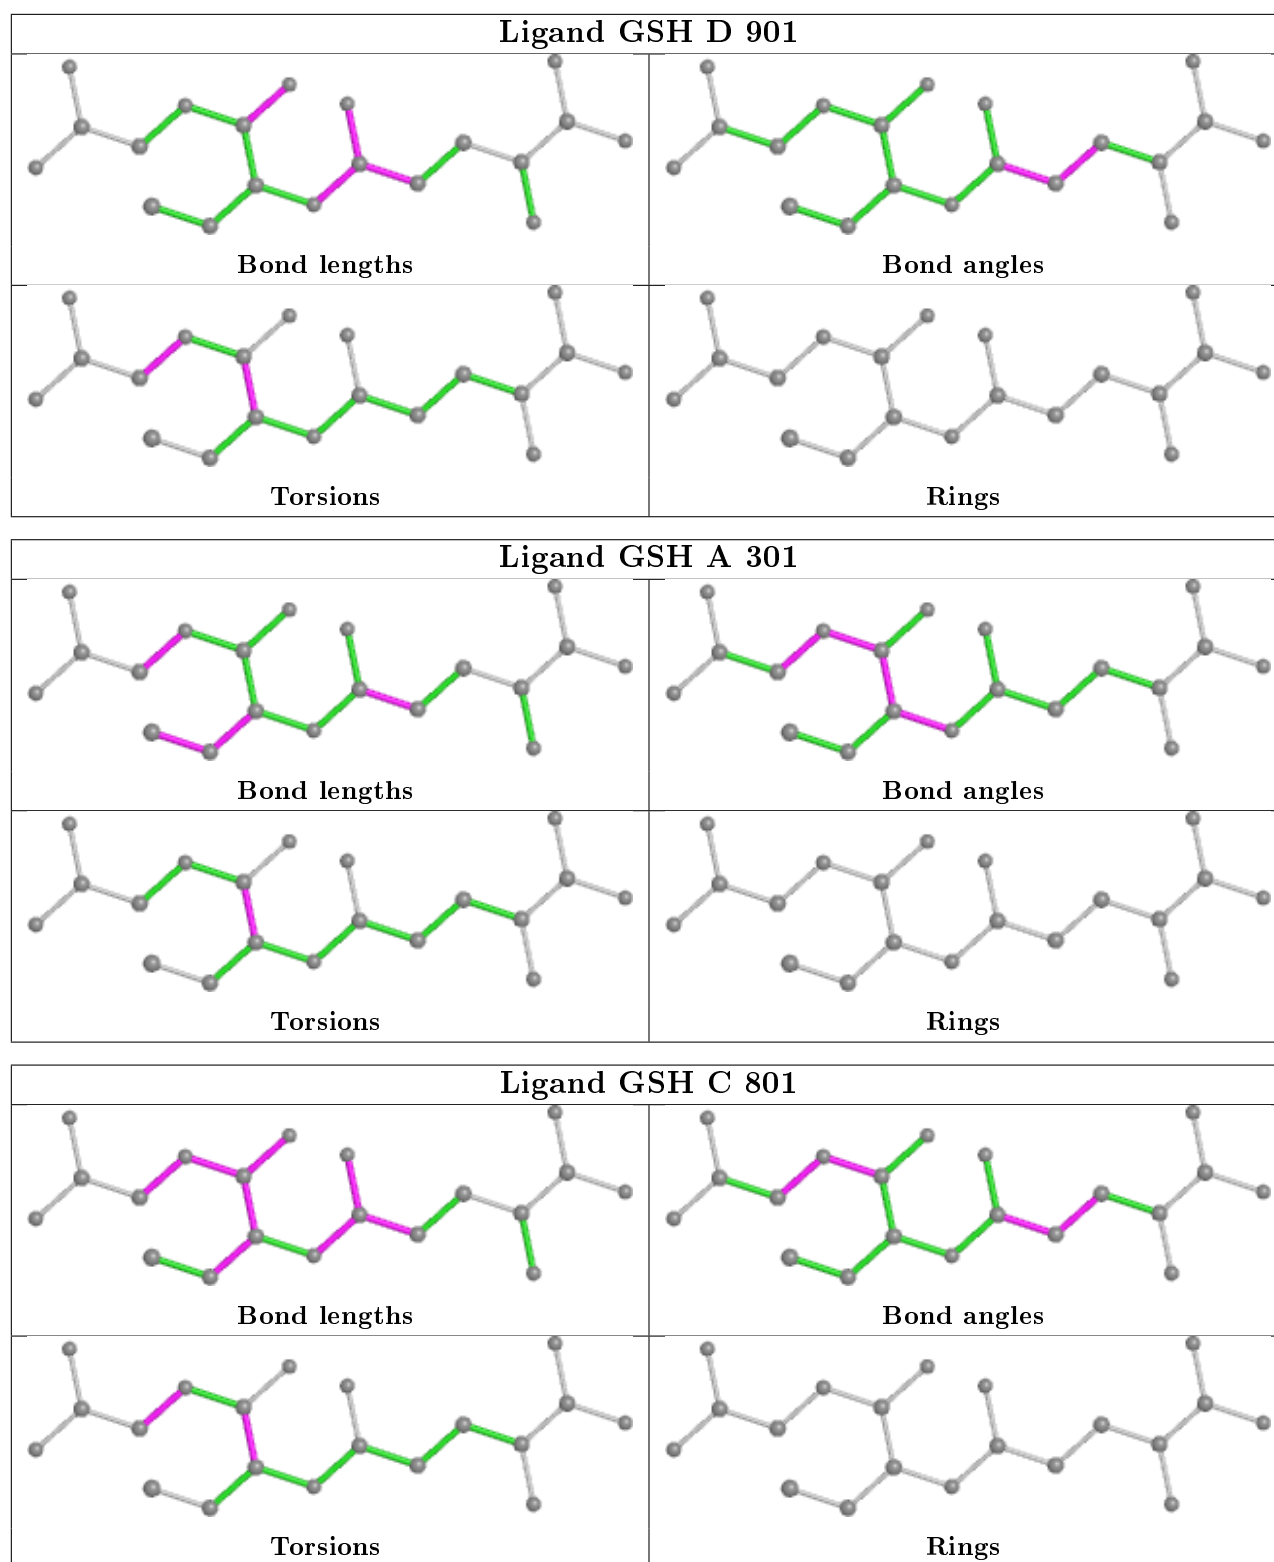 Ligand GSH D 901
Bond lengths
Bond angles
Torsions
Rings
Ligand GSH A 301
Bond lengths
Bond angles
Torsions
Rings
Ligand GSH C 801
Bond lengths
Bond angles
Torsions
Rings